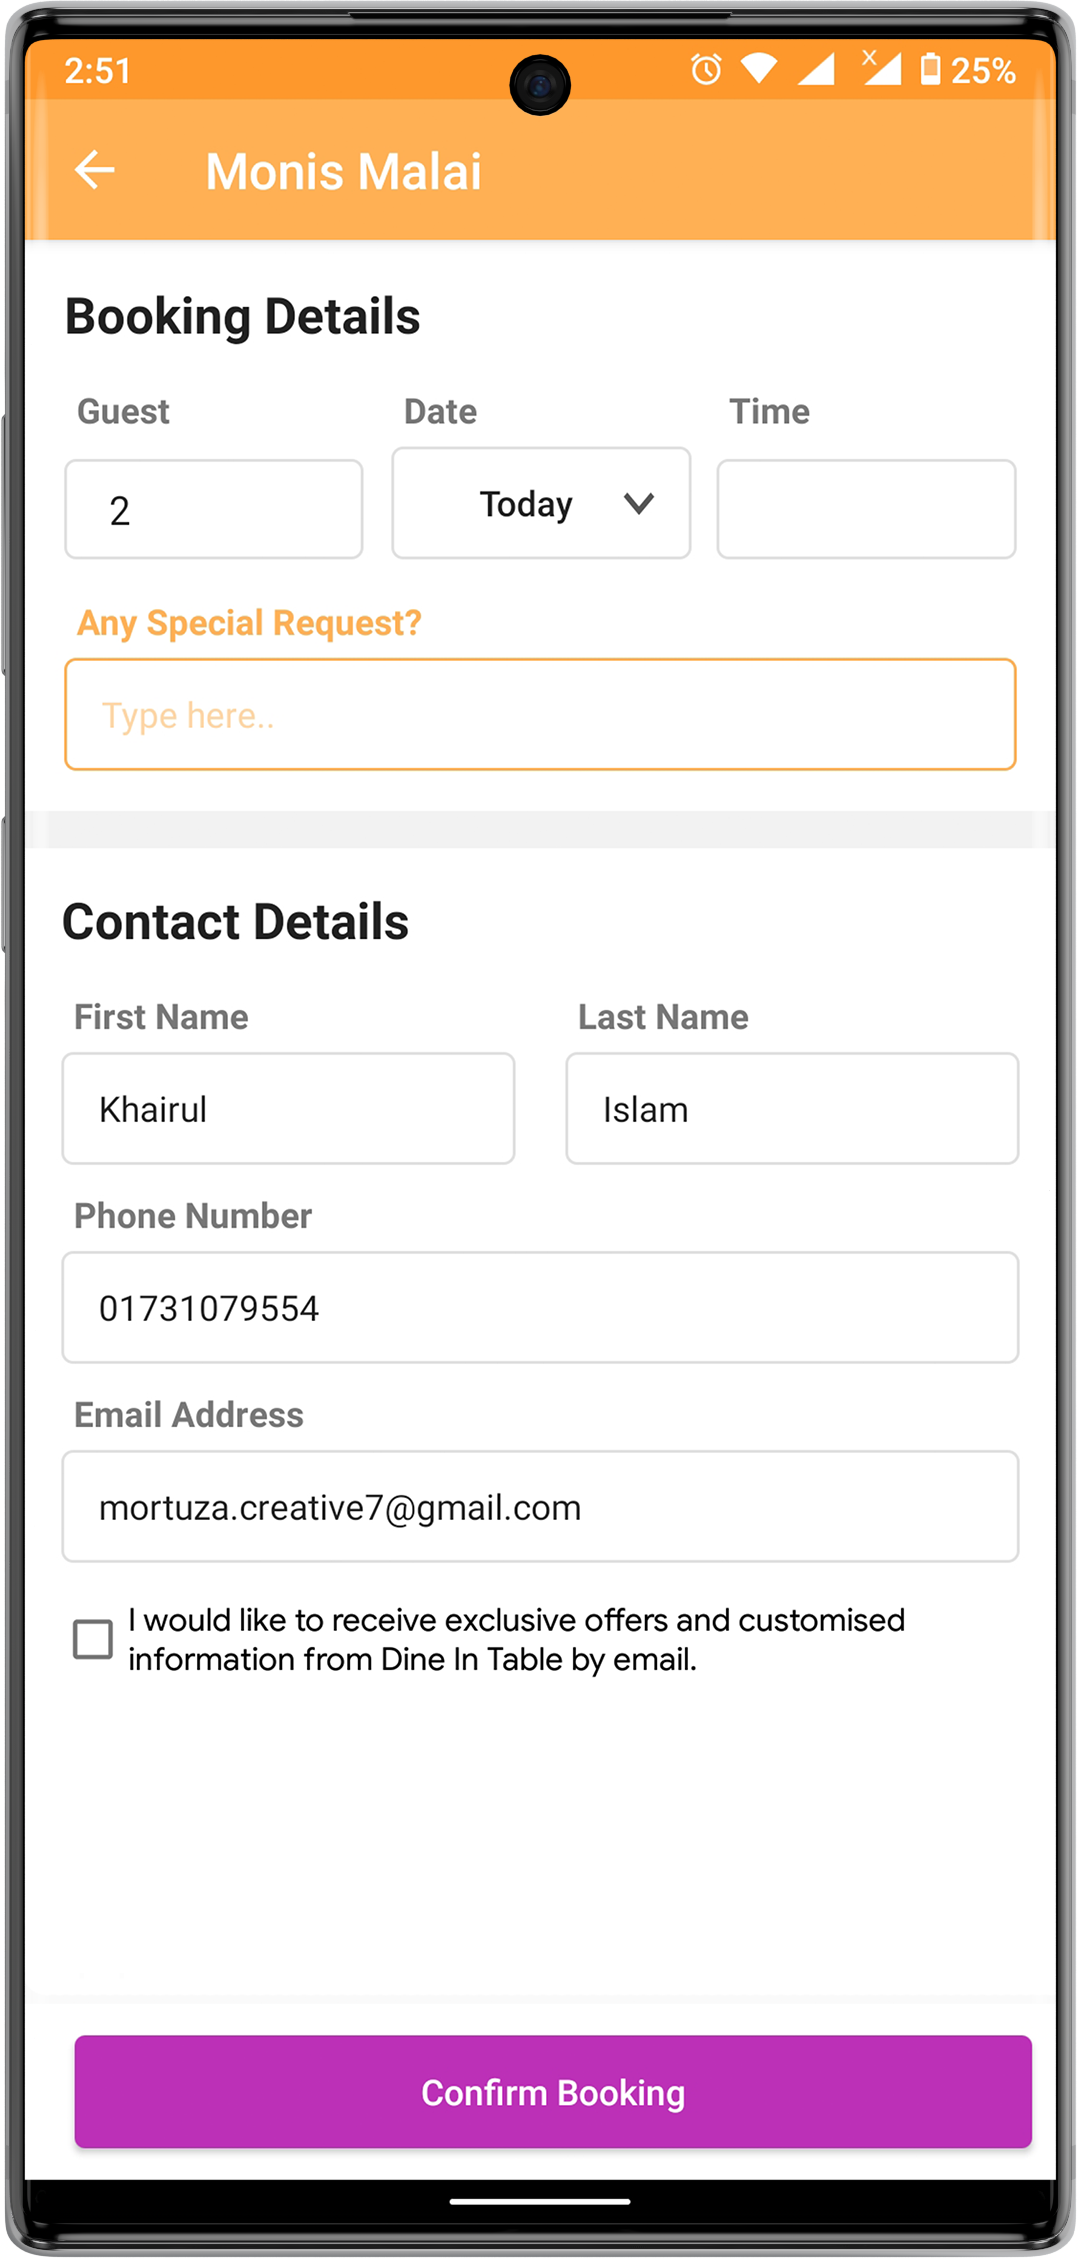 2:51
X
25%
Monis Malai
Booking Details
Guest Date Time
2 Today
Any Special Request?
Type here..
Contact Details
First Name Last Name
Khairul Islam
Phone Number
01731079554
Email Address
mortuza.creative7@gmail.com
I would like to receive exclusive offers and customised
information from Dine In Table by email.
Confirm Booking